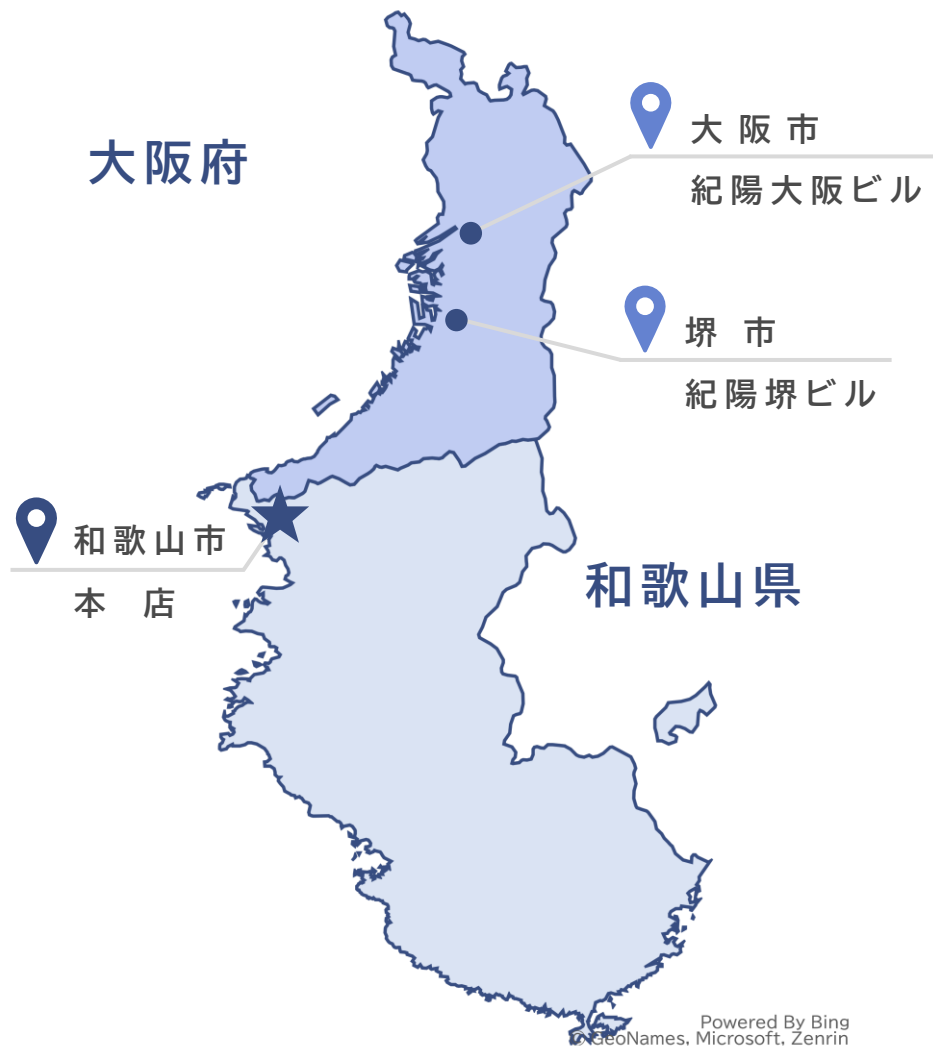 大阪府
大阪市
紀陽大阪ビル
堺市
紀陽堺ビル
和歌山市
本店
和歌山県
Powered By Bing
© GeoNames, Microsoft, Zenrin